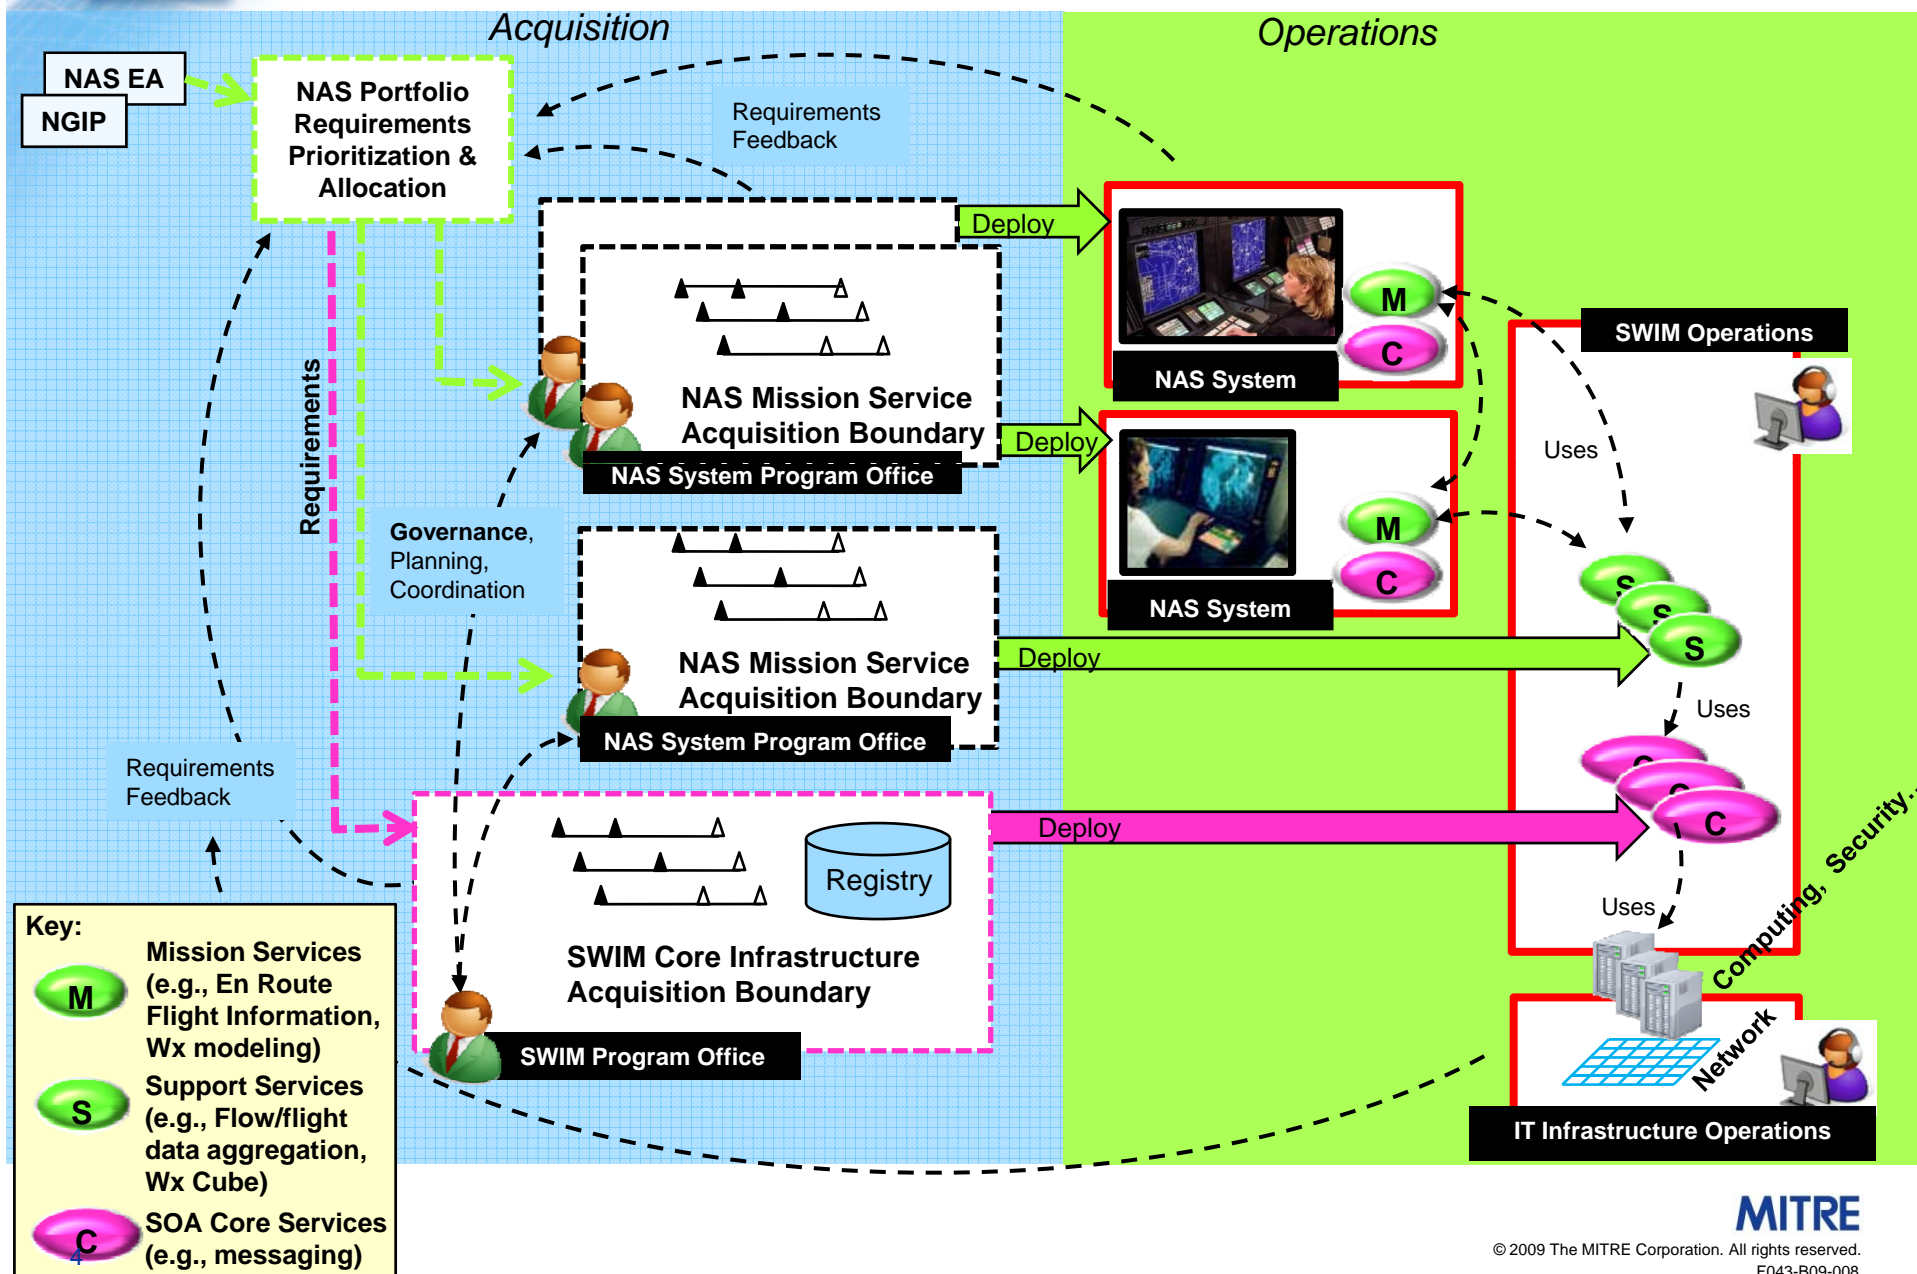 Acquisition
Operations
NAS EA
NGIP
NAS Portfolio
Requirements
Prioritization &
Allocation
Requirements
Feedback
Deploy
M
C
NAS System
SWIM Operations
Requirements
NAS Mission Service
Acquisition Boundary
NAS System Program Office
Deploy
M
C
NAS System
Uses
Governance,
Planning,
Coordination
S
S
S
NAS Mission Service
Acquisition Boundary
NAS System Program Office
Deploy
Uses
Requirements
Feedback
C
C
C
Deploy
Registry
SWIM Core Infrastructure
Acquisition Boundary
SWIM Program Office
Uses
Computing, Security...
Network
IT Infrastructure Operations
Key:
M
Mission Services
(e.g., En Route
Flight Information,
Wx modeling)
S
Support Services
(e.g., Flow/flight
data aggregation,
Wx Cube)
C
SOA Core Services
(e.g., messaging)
4
MITRE
© 2009 The MITRE Corporation. All rights reserved.
F043-B09-008